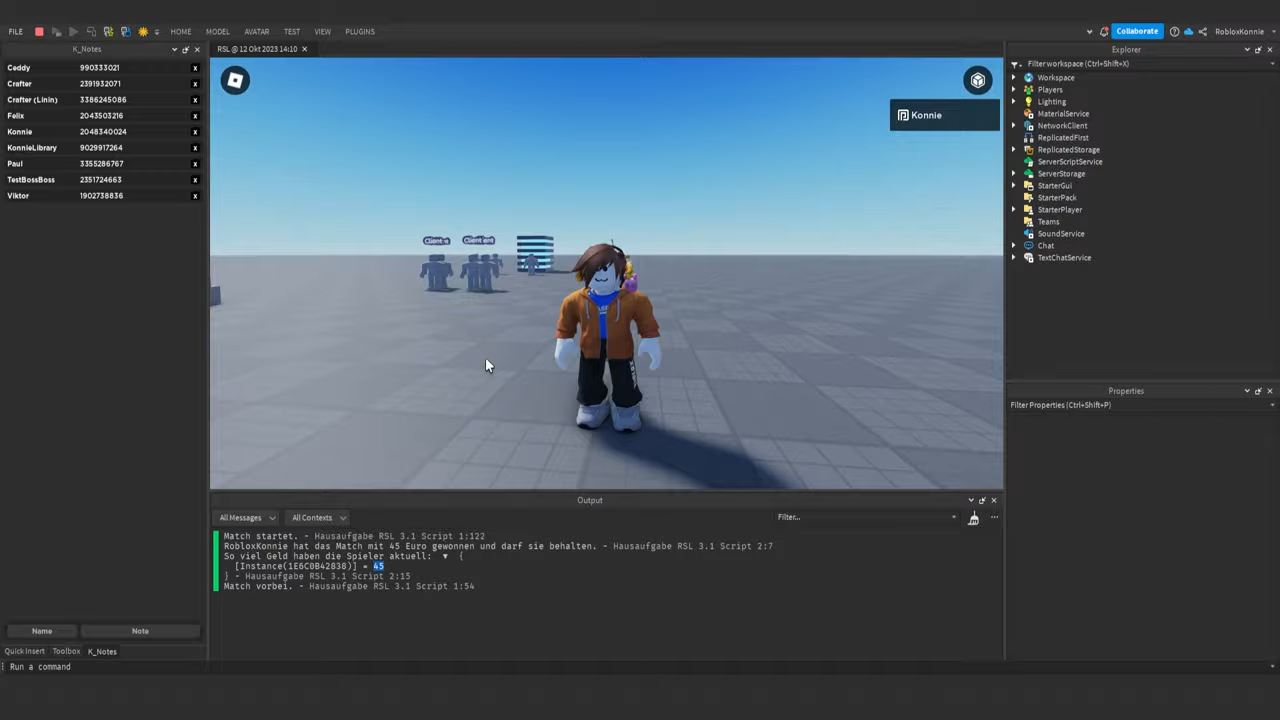 FILE HOME MODEL AVATAR TEST VIEW PLUGINS Collaborate RobloxKonnie
K_Notes
Ceddy 990333021 x
Crafter 2391932071 x
Crafter (Linin) 3386245086 x
Felix 2043503216 x
Konnie 2048340024 x
KonnieLibrary 9029917264 x
Paul 3355286767 x
TestBossBoss 2351724663 x
Viktor 1902738836 x
Name Note
Quick Insert Toolbox K_Notes
Run a command
RSL @ 12 Okt 2023 14:10
Konnie
Output
All Messages All Contexts Filter...
Match startet. - Hausaufgabe RSL 3.1 Script 1:122
RobloxKonnie hat das Match mit 45 Euro gewonnen und darf sie behalten. - Hausaufgabe RSL 3.1 Script 2:7
So viel Geld haben die Spieler aktuell: ▼ {
[Instance(1E6C0B42838)] = 45
} - Hausaufgabe RSL 3.1 Script 2:15
Match vorbei. - Hausaufgabe RSL 3.1 Script 1:54
Explorer
Filter workspace (Ctrl+Shift+X)
Workspace
Players
Lighting
MaterialService
NetworkClient
ReplicatedFirst
ReplicatedStorage
ServerScriptService
ServerStorage
StarterGui
StarterPack
StarterPlayer
Teams
SoundService
Chat
TextChatService
Properties
Filter Properties (Ctrl+Shift+P)